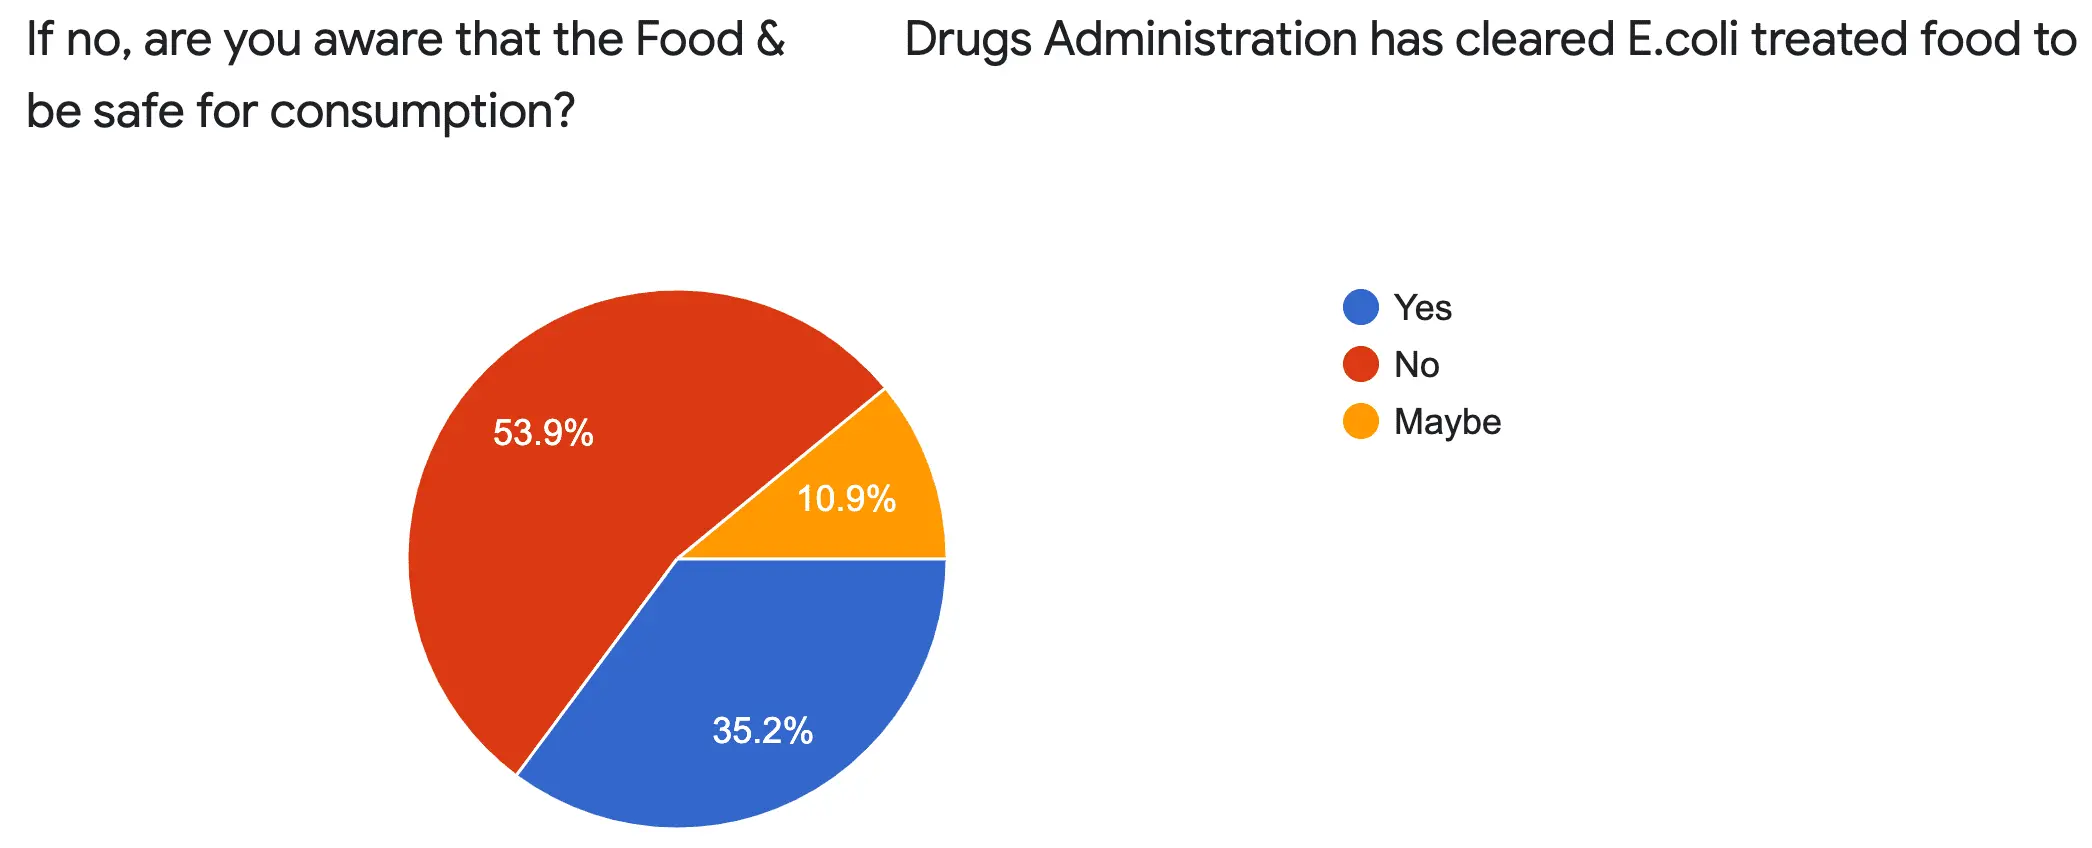 If no, are you aware that the Food & Drugs Administration has cleared E.coli treated food to
be safe for consumption?
Yes
No
Maybe
53.9%
10.9%
35.2%